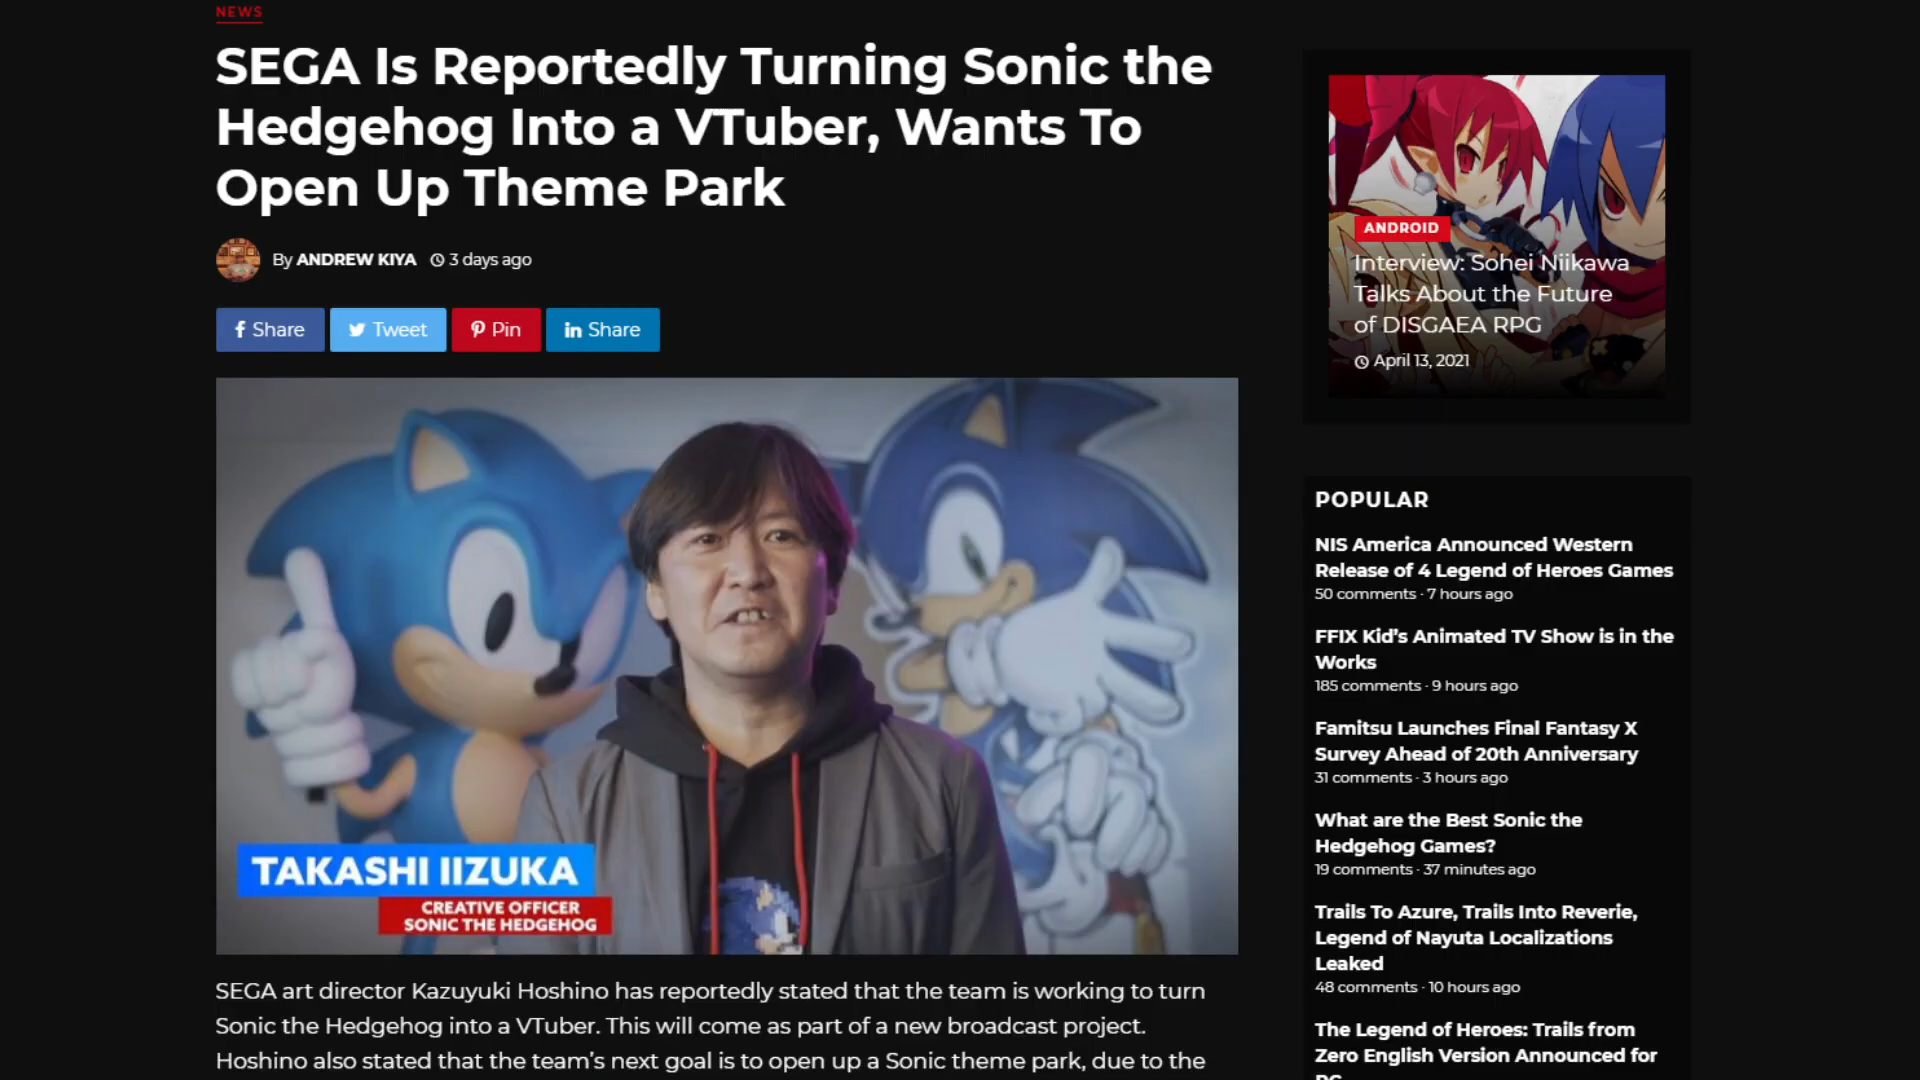 NEWS
SEGA Is Reportedly Turning Sonic the
Hedgehog Into a VTuber, Wants To
Open Up Theme Park
By ANDREW KIYA 3 days ago
Share Tweet Pin Share
TAKASHI IIZUKA
CREATIVE OFFICER
SONIC THE HEDGEHOG
SEGA art director Kazuyuki Hoshino has reportedly stated that the team is working to turn
Sonic the Hedgehog into a VTuber. This will come as part of a new broadcast project.
Hoshino also stated that the team's next goal is to open up a Sonic theme park, due to the
ANDROID
Interview: Sohei Niikawa
Talks About the Future
of DISGAEA RPG
April 13, 2021
POPULAR
NIS America Announced Western
Release of 4 Legend of Heroes Games
50 comments · 7 hours ago
FFIX Kid's Animated TV Show is in the
Works
185 comments · 9 hours ago
Famitsu Launches Final Fantasy X
Survey Ahead of 20th Anniversary
31 comments · 3 hours ago
What are the Best Sonic the
Hedgehog Games?
19 comments · 37 minutes ago
Trails To Azure, Trails Into Reverie,
Legend of Nayuta Localizations
Leaked
48 comments · 10 hours ago
The Legend of Heroes: Trails from
Zero English Version Announced for